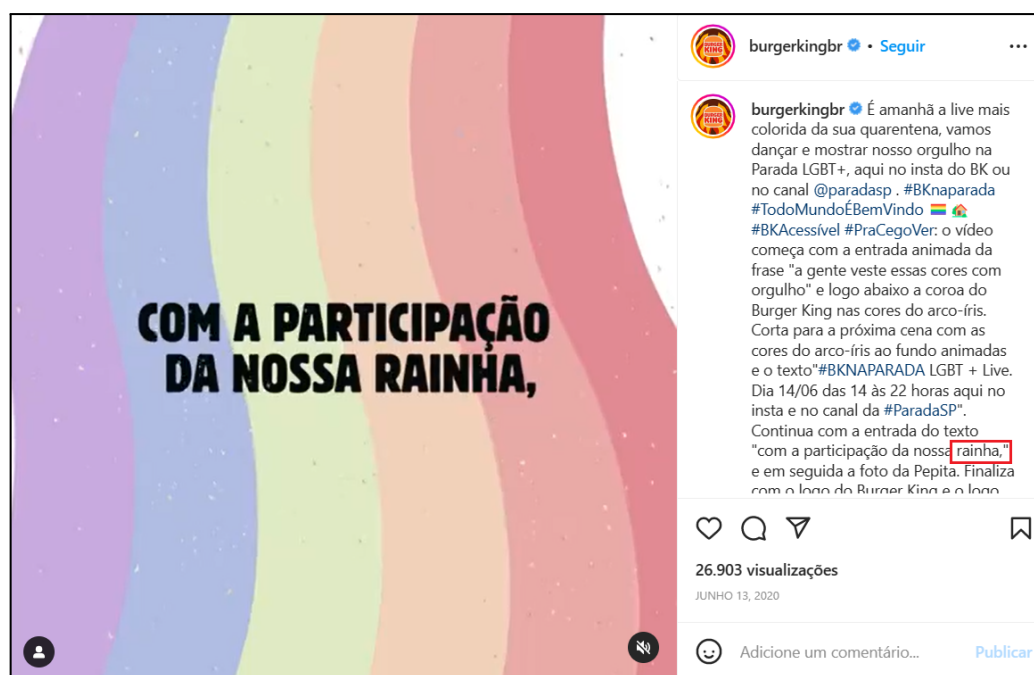 COM A PARTICIPAÇÃO
DA NOSSA RAINHA,
burgerkingbr • Seguir
burgerkingbr É amanhã a live mais
colorida da sua quarentena, vamos
dançar e mostrar nosso orgulho na
Parada LGBT+, aqui no insta do BK ou
no canal @paradasp . #BKnaparada
#TodoMundoÉBemVindo
#BKAcessível #PraCegoVer: o vídeo
começa com a entrada animada da
frase "a gente veste essas cores com
orgulho" e logo abaixo a coroa do
Burger King nas cores do arco-íris.
Corta para a próxima cena com as
cores do arco-íris ao fundo animadas
e o texto"#BKNAPARADA LGBT + Live.
Dia 14/06 das 14 às 22 horas aqui no
insta e no canal da #ParadaSP".
Continua com a entrada do texto
"com a participação da nossa rainha,"
e em seguida a foto da Pepita. Finaliza
com o logo do Burger King e o logo
26.903 visualizações
JUNHO 13, 2020
Adicione um comentário... Publicar